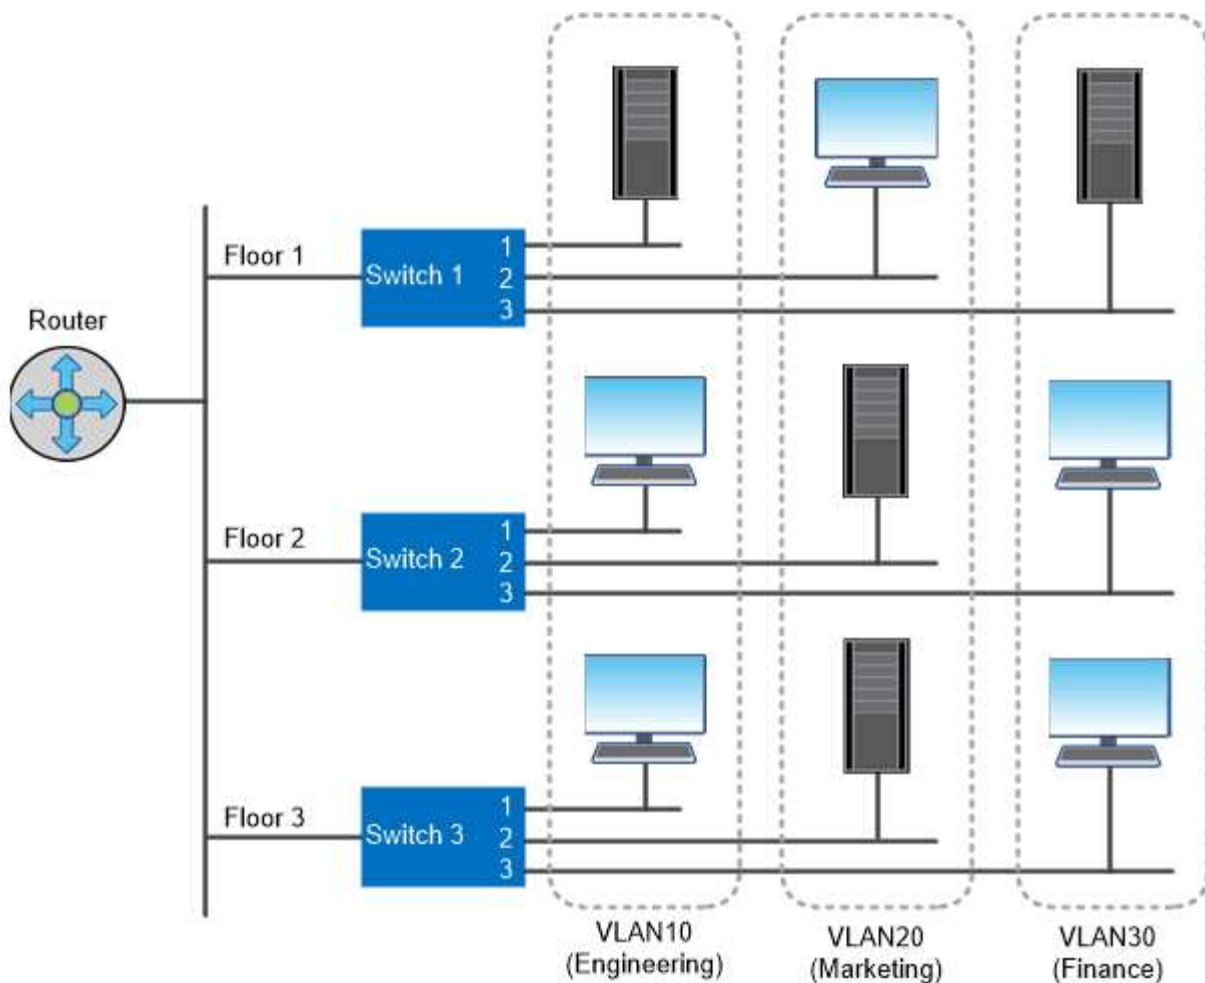 Router
Floor 1
Switch 1
1
2
3
Floor 2
Switch 2
1
2
3
Floor 3
Switch 3
1
2
3
VLAN10
(Engineering)
VLAN20
(Marketing)
VLAN30
(Finance)